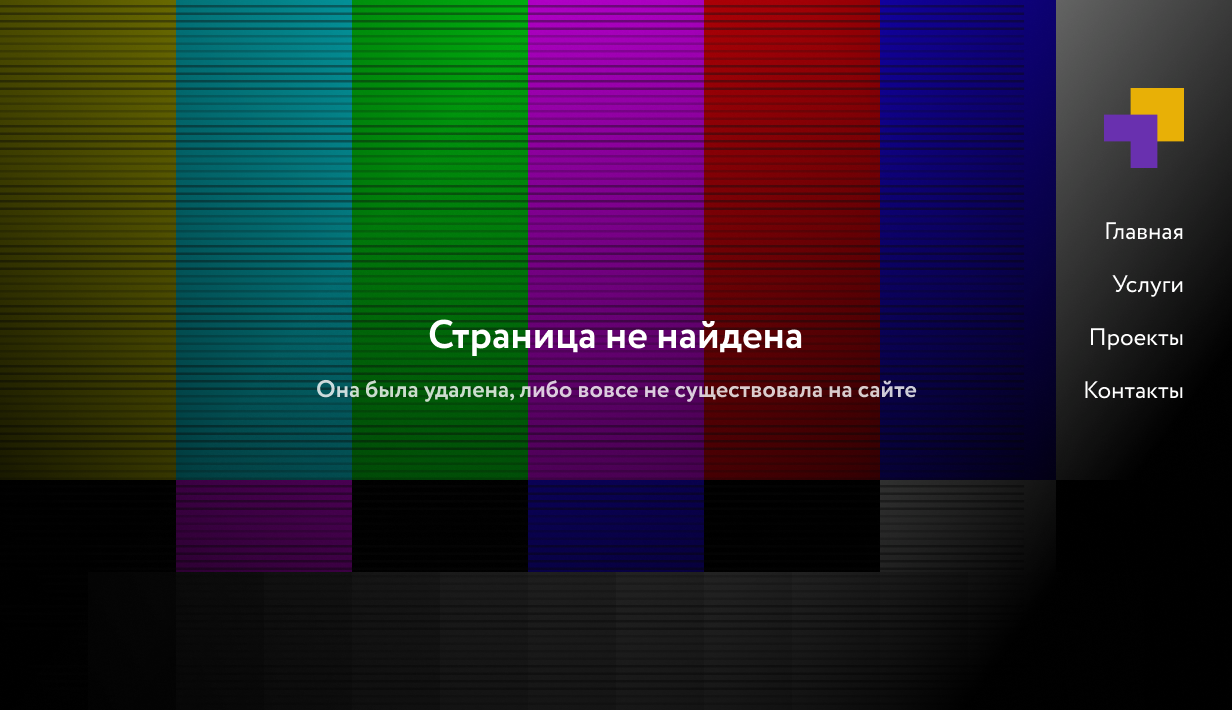 Главная
Услуги
Страница не найдена
Проекты
Она была удалена, либо вовсе не существовала на сайте
Контакты